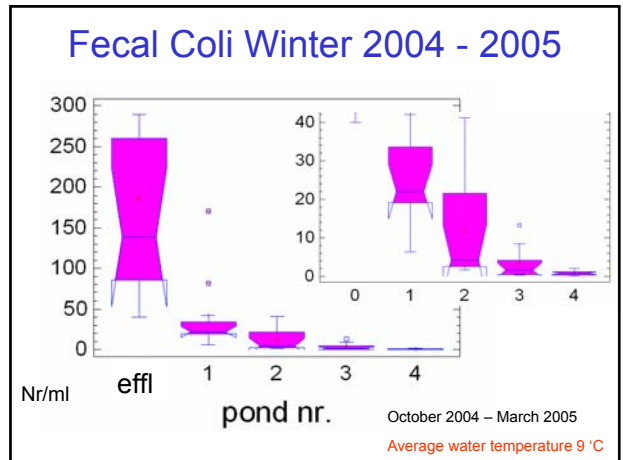 Fecal Coli Winter 2004 - 2005
300
250
200
150
100
50
0
40
30
20
10
0
0 1 2 3 4
Nr/ml effl 1 2 3 4
pond nr.
October 2004 – March 2005
Average water temperature 9 ‘C